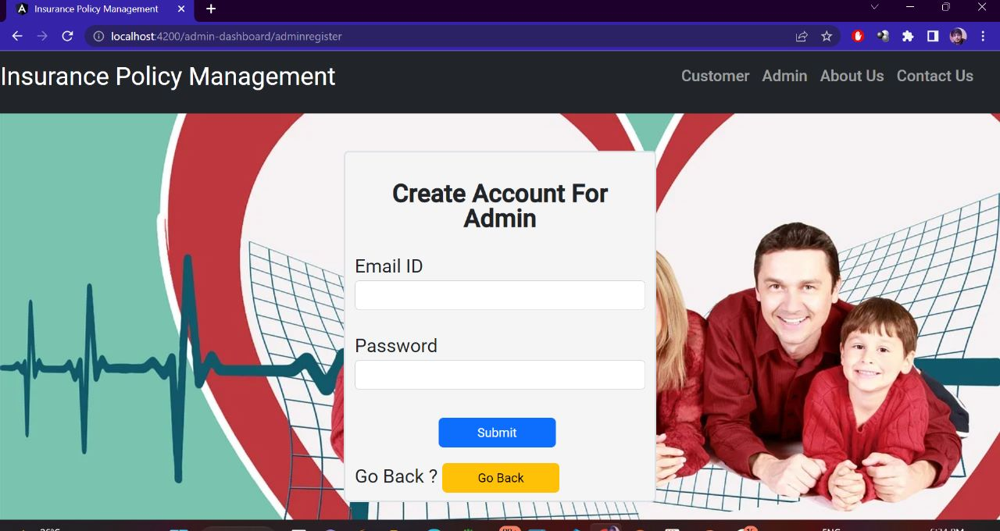 Insurance Policy Management
localhost:4200/admin-dashboard/adminregister
Insurance Policy Management
Customer Admin About Us Contact Us
Create Account For
Admin
Email ID
Password
Submit
Go Back ? Go Back